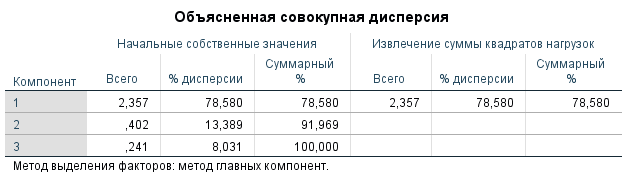 Объясненная совокупная дисперсия
Начальные собственные значения Извлечение суммы квадратов нагрузок
Компонент Всего % дисперсии Суммарный % Всего % дисперсии Суммарный %
1 2,357 78,580 78,580 2,357 78,580 78,580
2 ,402 13,389 91,969
3 ,241 8,031 100,000
Метод выделения факторов: метод главных компонент.